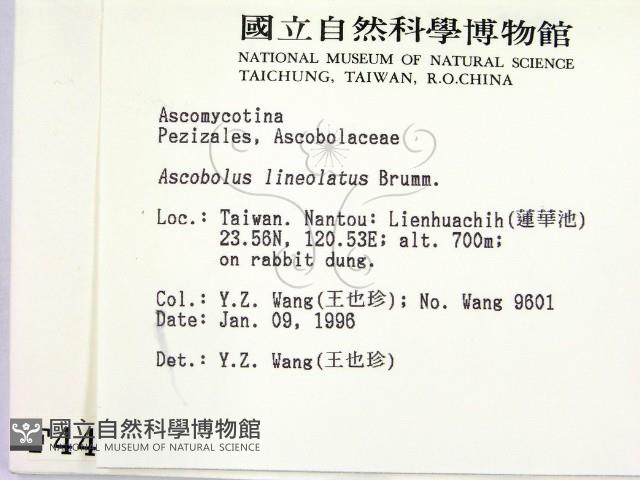 國立自然科學博物館
NATIONAL MUSEUM OF NATURAL SCIENCE
TAICHUNG, TAIWAN, R.O.CHINA
Ascomycotina
Pezizales, Ascobolaceae
Ascobolus lineolatus Brumm.
Loc.: Taiwan. Nantou: Lienhuachih(蓮華池)
23.56N, 120.53E; alt. 700m;
on rabbit dung.
Col.: Y.Z. Wang(王也珍); No. Wang 9601
Date: Jan. 09, 1996
Det.: Y.Z. Wang(王也珍)
F44
國立自然科學博物館
NATIONAL MUSEUM OF NATURAL SCIENCE